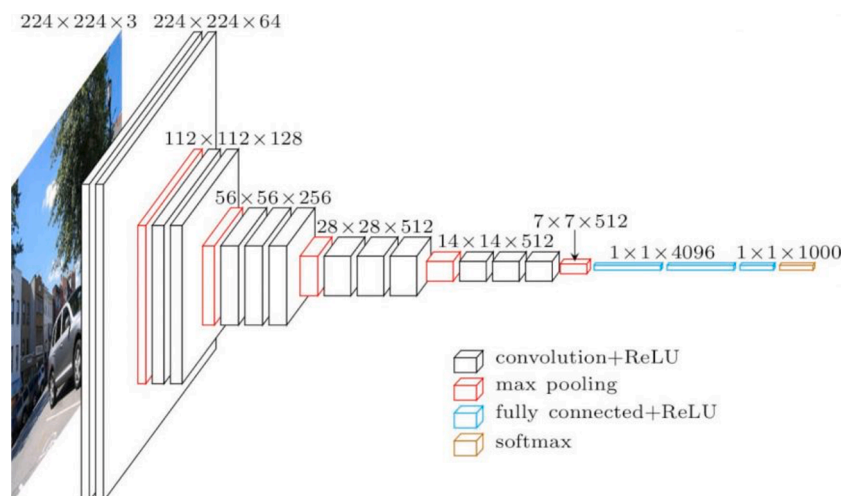 224×224×3
224×224×64
112×112×128
56×56×256
28×28×512
14×14×512
7×7×512
1×1×4096
1×1×1000
convolution+ReLU
max pooling
fully connected+ReLU
softmax